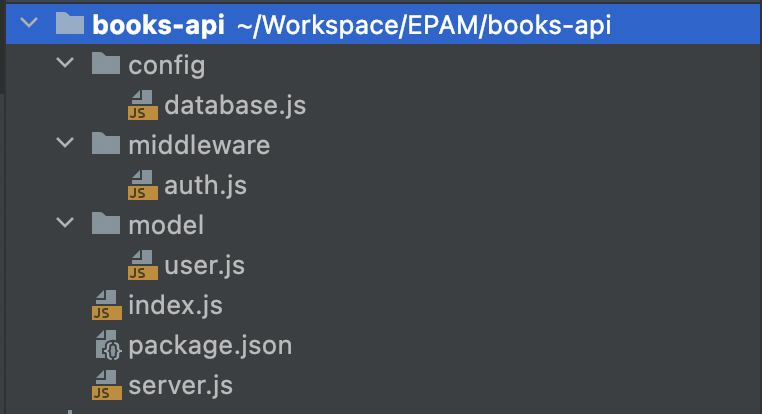 books-api ~/Workspace/EPAM/books-api
config
JS database.js
middleware
JS auth.js
model
JS user.js
JS index.js
{} package.json
JS server.js